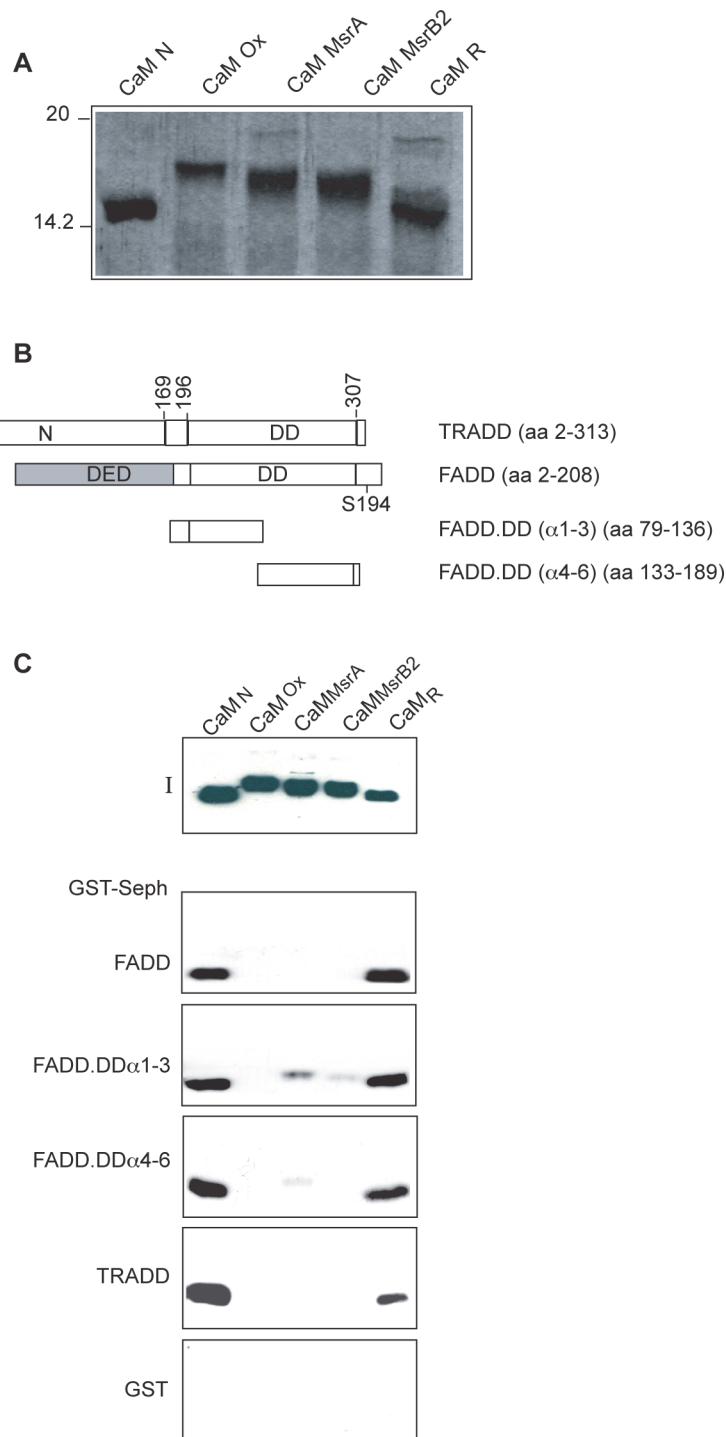 A
CaM N
CaM Ox
CaM MsrA
CaM MsrB2
CaM R
20
14.2
B
169
196
307
N
DD
TRADD (aa 2-313)
DED
DD
FADD (aa 2-208)
S194
FADD.DD (α1-3) (aa 79-136)
FADD.DD (α4-6) (aa 133-189)
C
CaM N
CaM Ox
CaM MsrA
CaM MsrB2
CaM R
I
GST-Seph
FADD
FADD.DDα1-3
FADD.DDα4-6
TRADD
GST